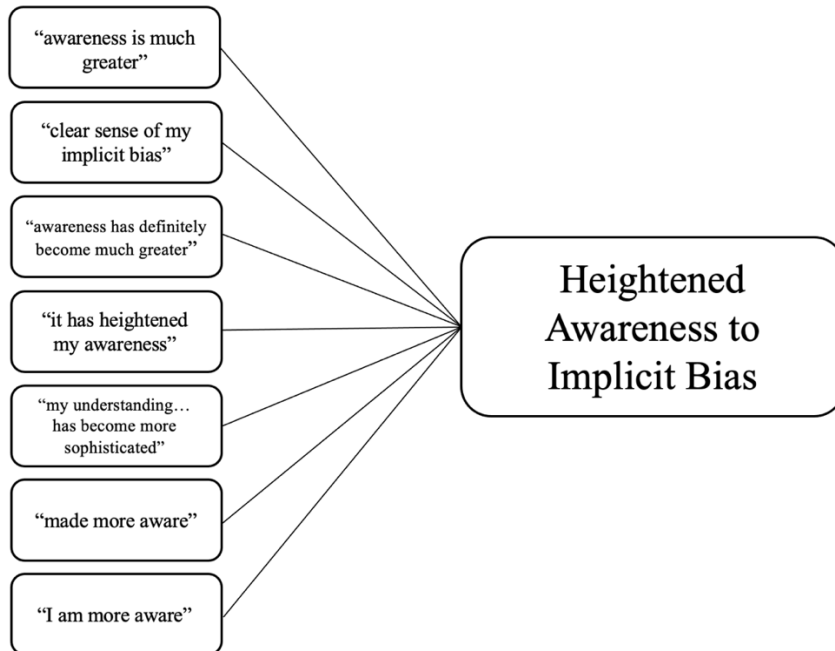 “awareness is much
greater”
“clear sense of my
implicit bias”
“awareness has definitely
become much greater”
“it has heightened
my awareness”
“my understanding…
has become more
sophisticated”
“made more aware”
“I am more aware”
Heightened
Awareness to
Implicit Bias